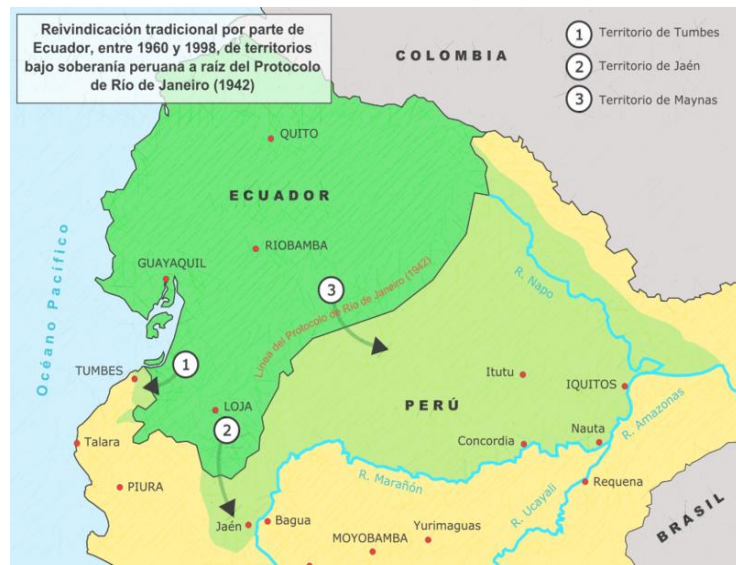 Reivindicación tradicional por parte de
Ecuador, entre 1960 y 1998, de territorios
bajo soberanía peruana a raíz del Protocolo
de Río de Janeiro (1942)
COLOMBIA
1 Territorio de Tumbes
2 Territorio de Jaén
3 Territorio de Maynas
QUITO
ECUADOR
RIOBAMBA
GUAYAQUIL
Océano Pacífico
3
Línea del Protocolo de Río de Janeiro (1942)
R. Napo
TUMBES
1
Itutu
IQUITOS
LOJA
PERÚ
2
R. Amazonas
Talara
Concordia
Nauta
R. Marañón
Requena
PIURA
R. Ucayali
Jaén
Bagua
Yurimaguas
MOYOBAMBA
BRASIL